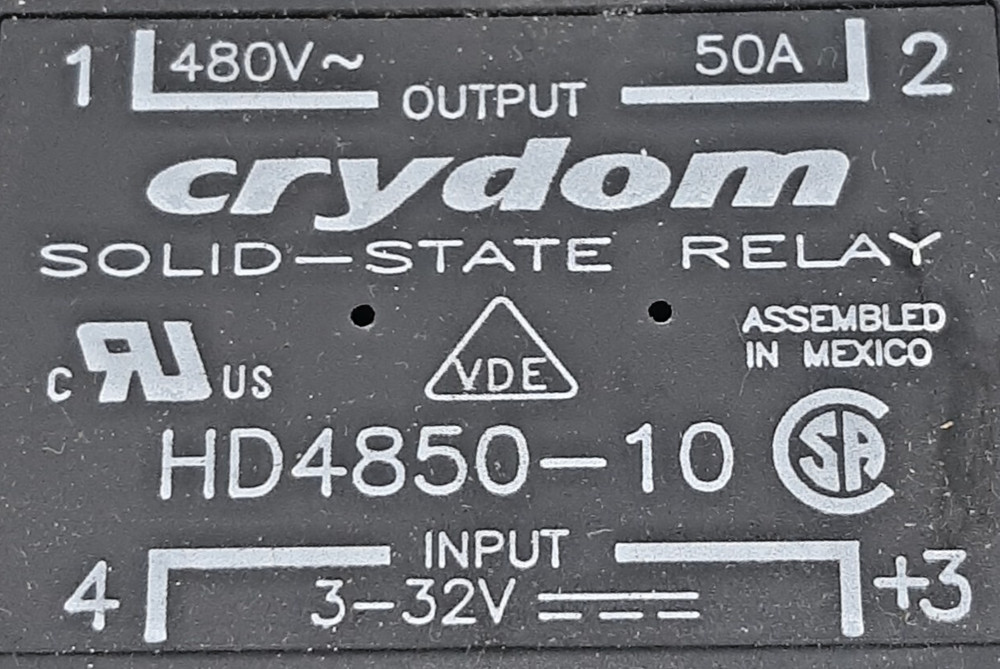 1 480V~ 50A 2
OUTPUT
crydom
SOLID-STATE RELAY
ASSEMBLED
IN MEXICO
C RU US
VDE
HD4850-10
SA
INPUT
4 3-32V +3